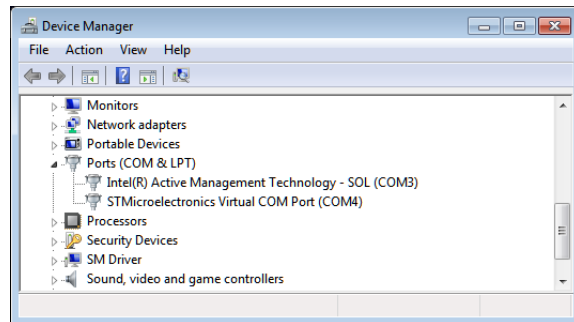 Device Manager
File Action View Help
Monitors
Network adapters
Portable Devices
Ports (COM & LPT)
Intel(R) Active Management Technology - SOL (COM3)
STMicroelectronics Virtual COM Port (COM4)
Processors
Security Devices
SM Driver
Sound, video and game controllers